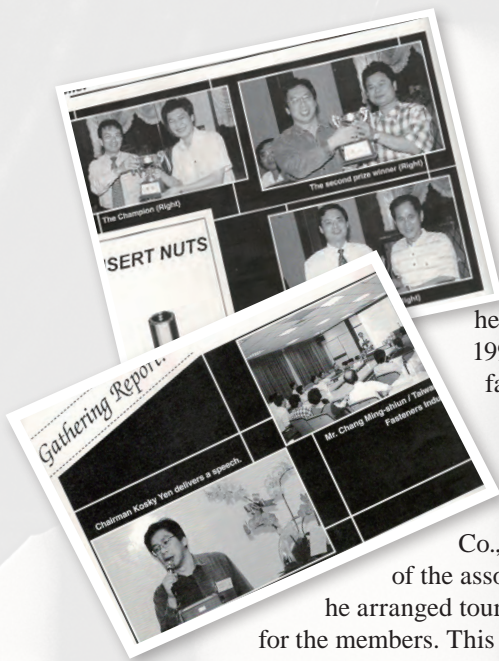 The Champion (Right)
The second prize winner (Right)
SERT NUTS
ght)
Gathering Report
Mr. Chang Ming-shiun / Taiwa
Fasteners Indu
Chairman Kosky Yen delivers a speech.
he
199
fa
Co.,
of the asso
he arranged tour
for the members. This